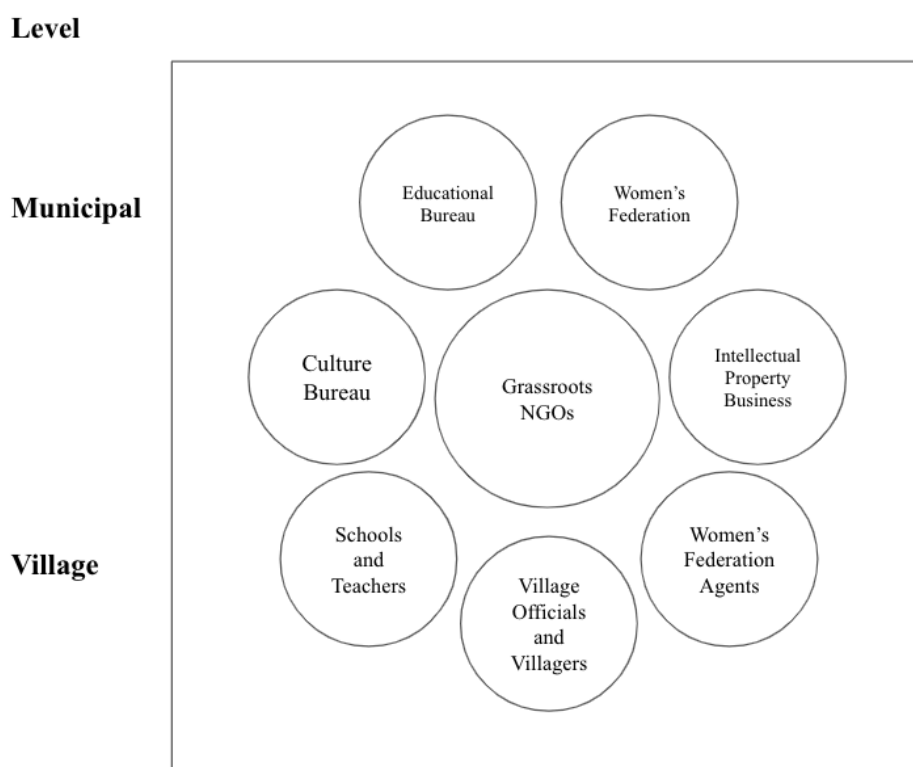 Level
Municipal
Educational
Bureau
Women's
Federation
Culture
Bureau
Grassroots
NGOs
Intellectual
Property
Business
Village
Schools
and
Teachers
Village
Officials
and
Villagers
Women's
Federation
Agents